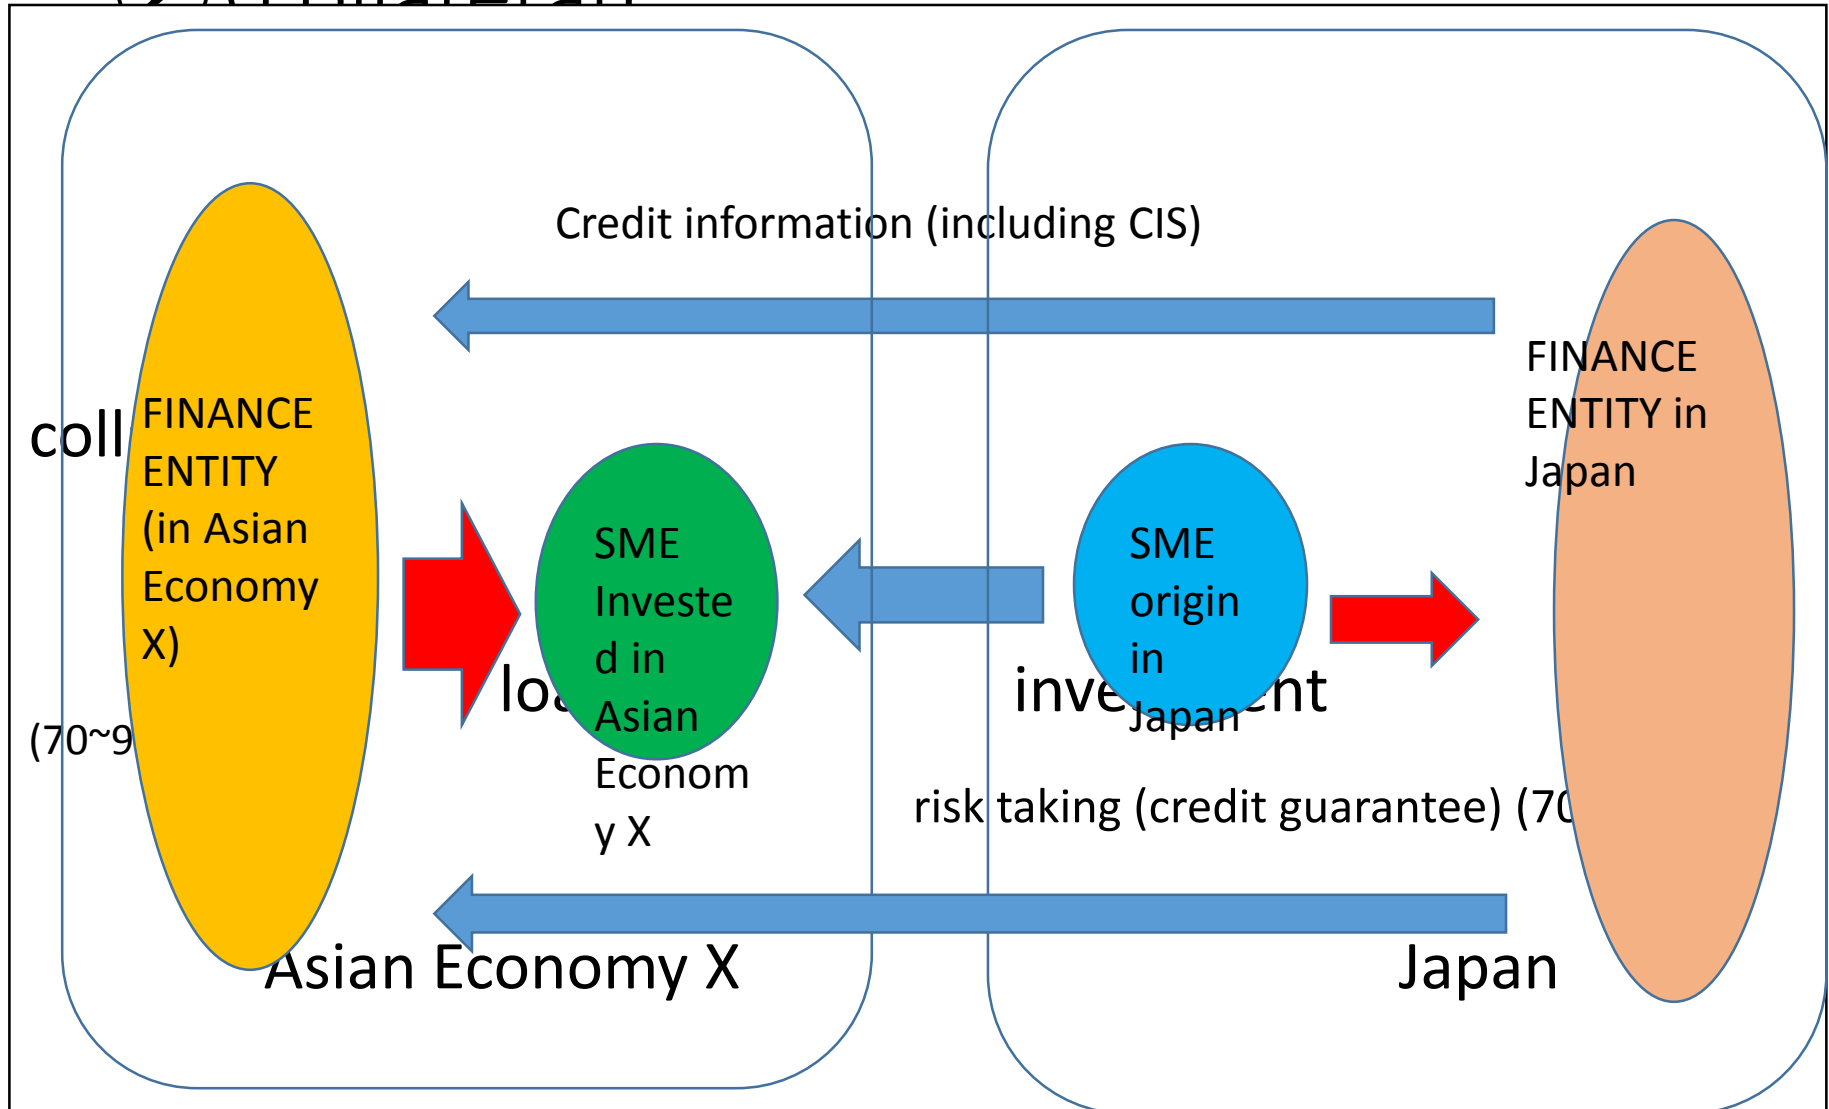 Credit information (including CIS)
FINANCE
ENTITY in
Japan
coll
FINANCE
ENTITY
(in Asian
Economy
X)
SME
Investe
d in
Asian
Econom
y X
SME
origin
in
Japan
(70~9
risk taking (credit guarantee) (70
Asian Economy X
Japan